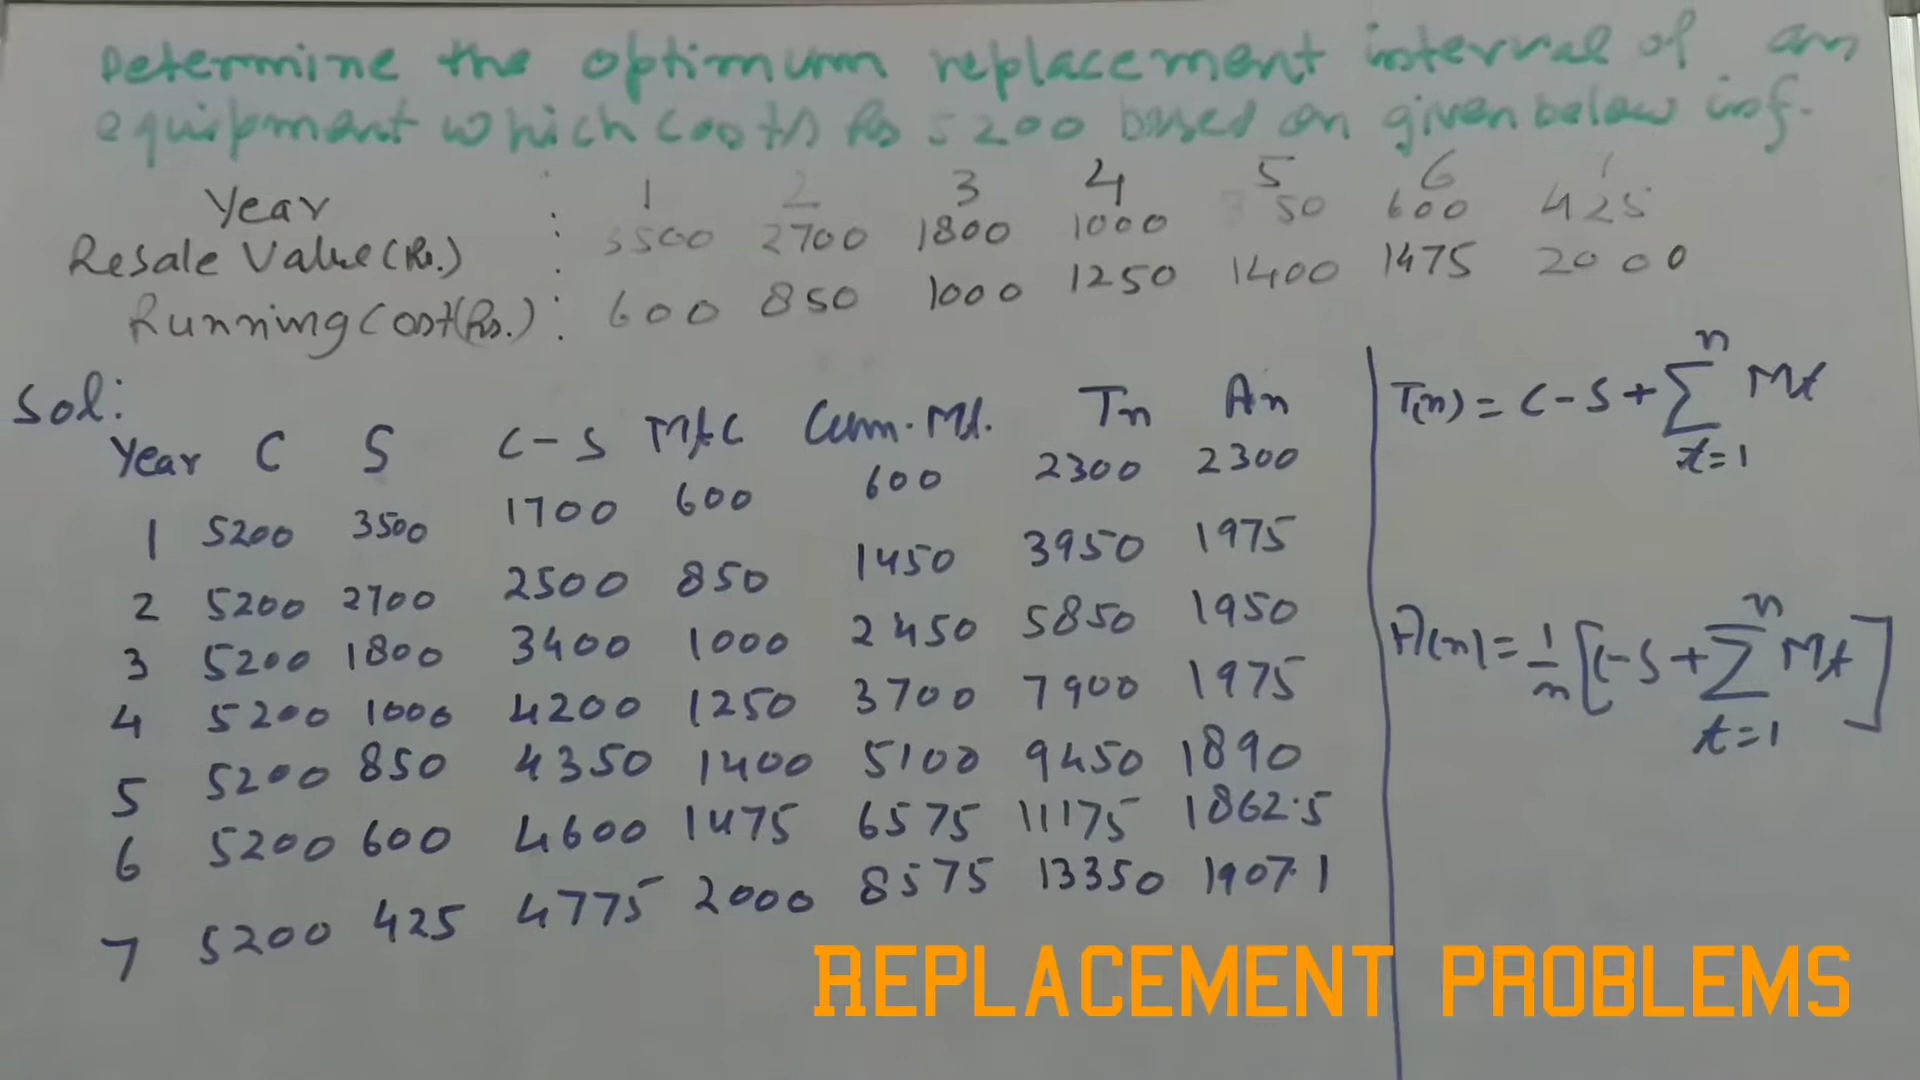 Determine the optimum replacement interval of an
equipment which costs Rs 5200 based on given below inf.
Year : 1 2 3 4 5 6
Resale Value (Rs.) : 3500 2700 1800 1000 50 600 425
Running Cost (Rs.) : 600 850 1000 1250 1400 1475 2000
Sol:
Year C S C-S MtC Cum. Mt. Tn An
1 5200 3500 1700 600 600 2300 2300
2 5200 2700 2500 850 1450 3950 1975
3 5200 1800 3400 1000 2450 5850 1950
4 5200 1000 4200 1250 3700 7900 1975
5 5200 850 4350 1400 5100 9450 1890
6 5200 600 4600 1475 6575 11175 1862.5
7 5200 425 4775 2000 8575 13350 1907.1
T(n) = C-S+∑ⁿₜ₌₁ Mt
A(n) = 1/n [C-S+∑ⁿₜ₌₁ Mt]
REPLACEMENT PROBLEMS